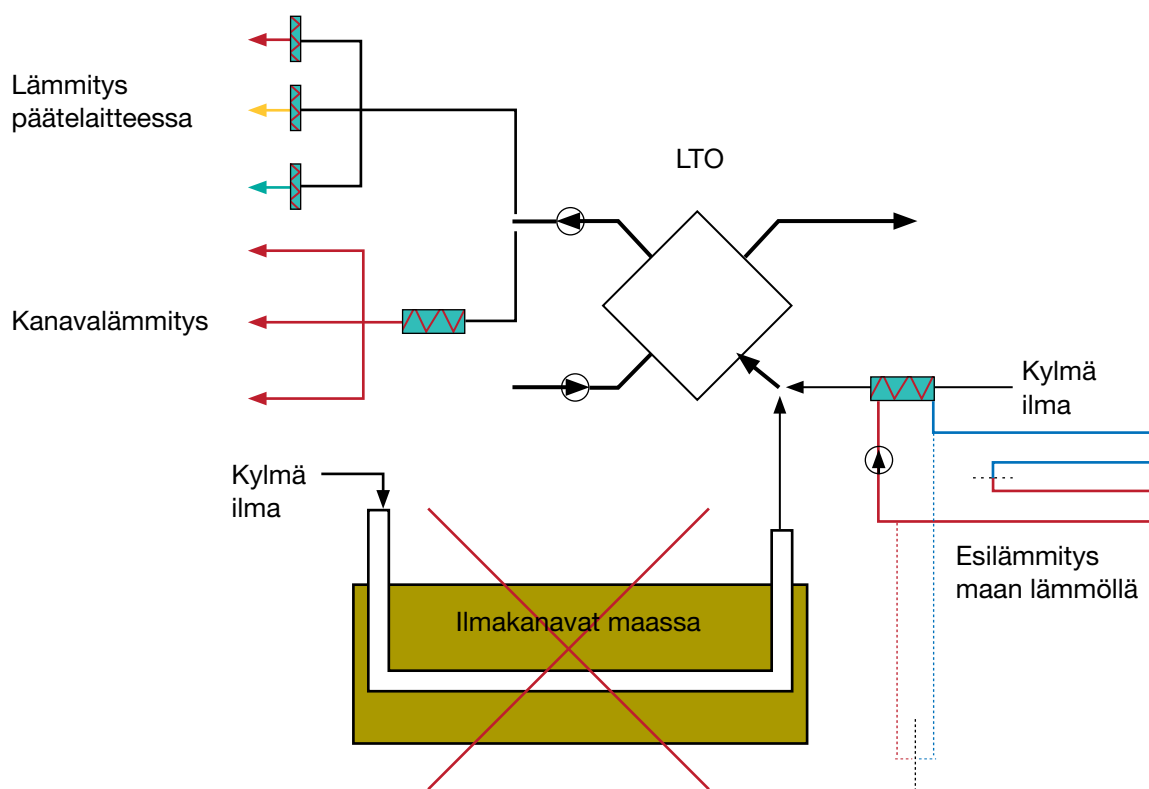 Lämmitys
päätelaitteessa
LTO
Kanavalämmitys
Kylmä
ilma
Kylmä
ilma
Esilämmitys
maan lämmöllä
Ilmakanavat maassa